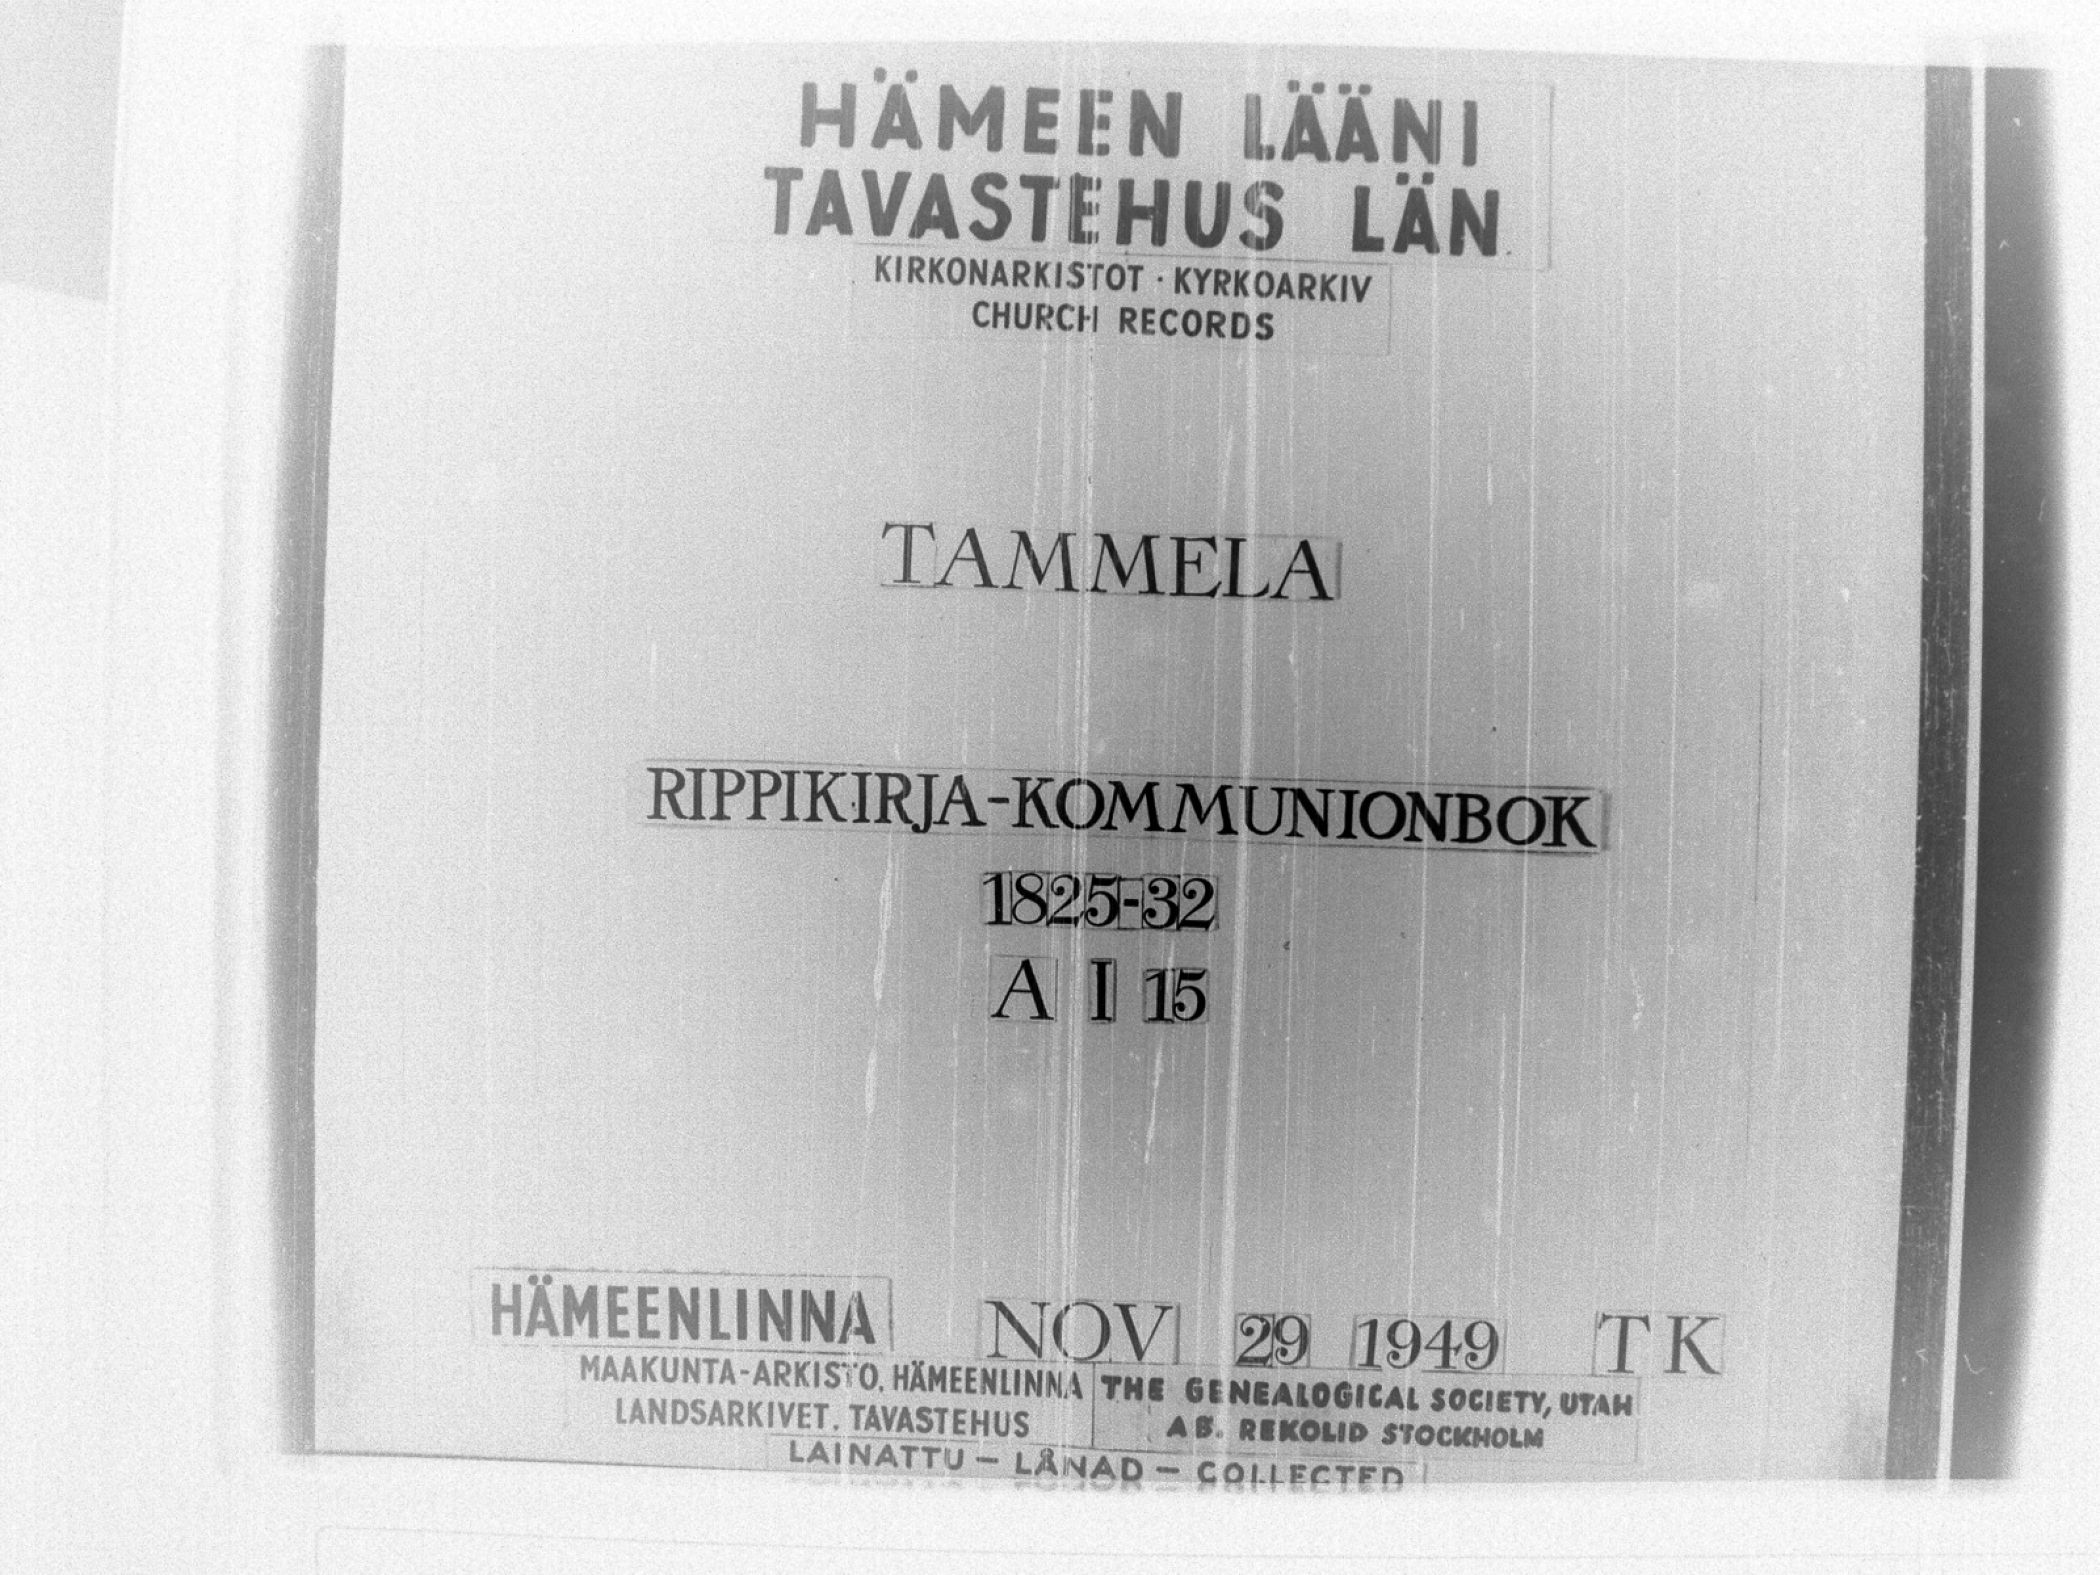 HÄMEEN LÄÄNI
TAVASTEHUS LÄN
KIRKONARKISTOT · KYRKOARKIV
CHURCH RECORDS
TAMMELA
RIPPIKIRJA-KOMMUNIONBOK
1825-32
A I 15
HÄMEENLINNA NOV 29 1949 TK
MAAKUNTA-ARKISTO, HÄMEENLINNA
LANDSARKIVET, TAVASTEHUS
THE GENEALOGICAL SOCIETY, UTAH
AB. REKOLID STOCKHOLM
LAINATTU – LÅNAD – COLLECTED